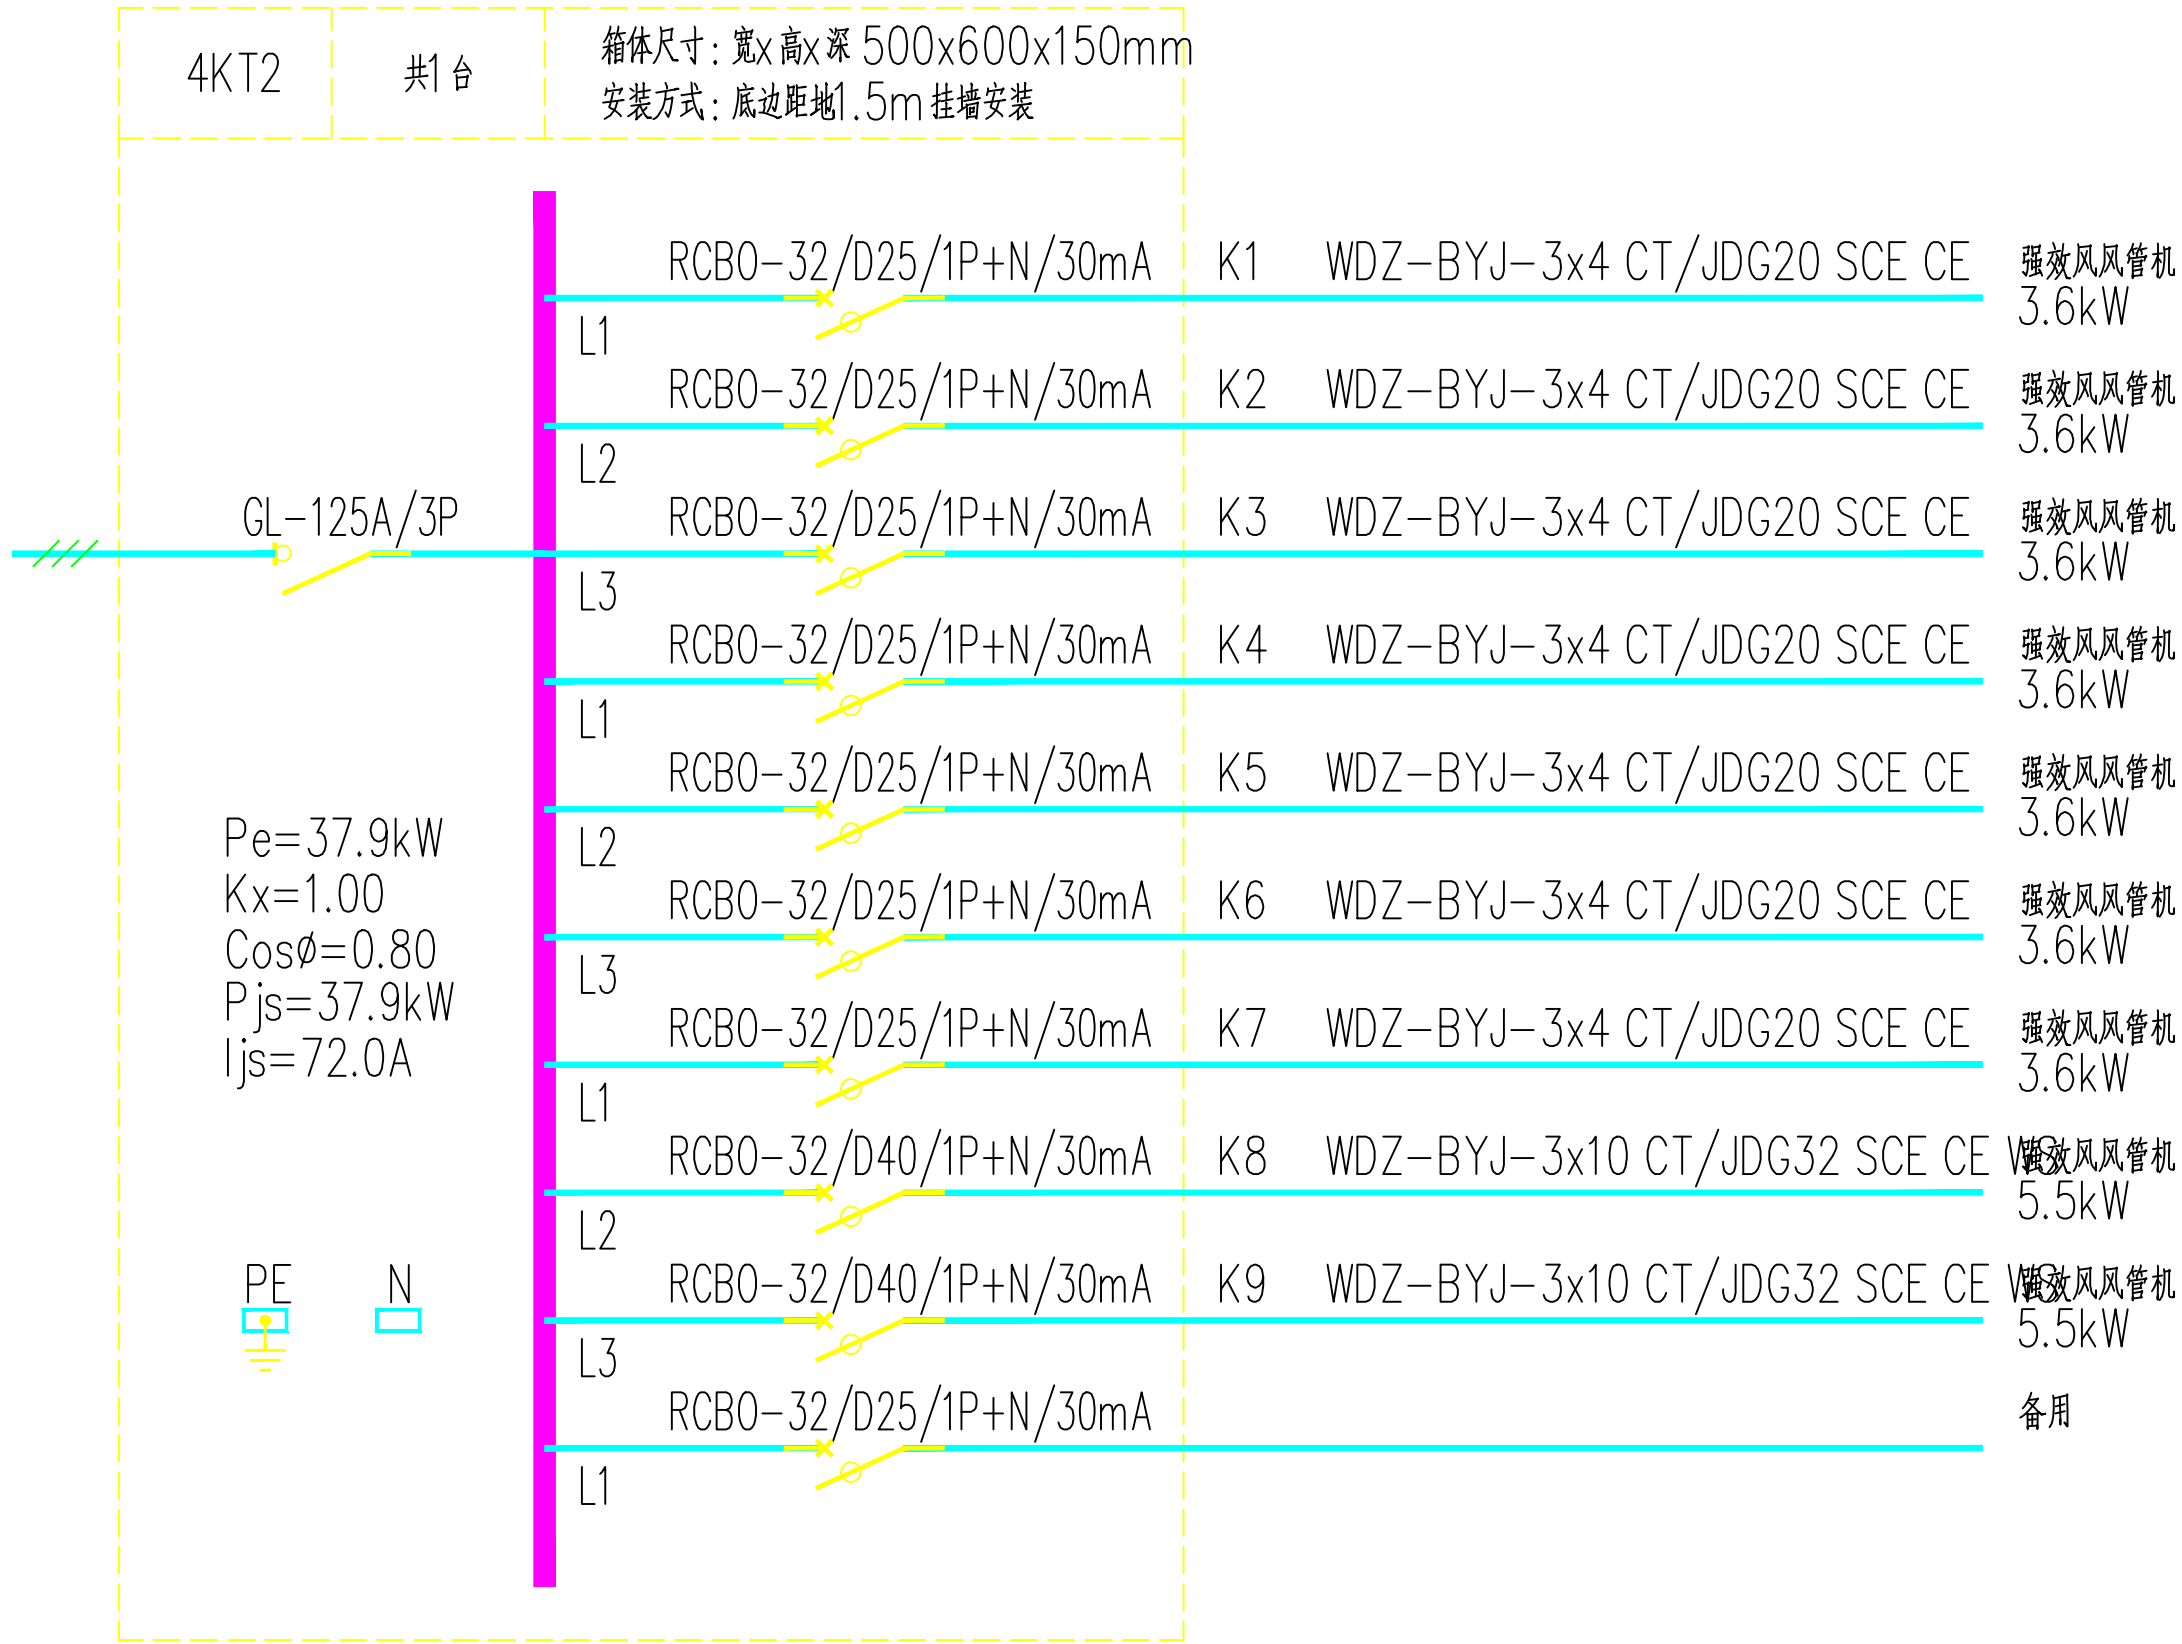 4KT2
共1台
箱体尺寸：宽x高x深 500x600x150mm
安装方式：底边距地1.5m挂墙安装
RCBO-32/D25/1P+N/30mA K1 WDZ-BYJ-3x4 CT/JDG20 SCE CE 强效风风管机
3.6kW
L1
RCBO-32/D25/1P+N/30mA K2 WDZ-BYJ-3x4 CT/JDG20 SCE CE 强效风风管机
3.6kW
L2
GL-125A/3P
RCBO-32/D25/1P+N/30mA K3 WDZ-BYJ-3x4 CT/JDG20 SCE CE 强效风风管机
3.6kW
L3
RCBO-32/D25/1P+N/30mA K4 WDZ-BYJ-3x4 CT/JDG20 SCE CE 强效风风管机
3.6kW
L1
RCBO-32/D25/1P+N/30mA K5 WDZ-BYJ-3x4 CT/JDG20 SCE CE 强效风风管机
3.6kW
L2
Pe=37.9kW
Kx=1.00
Cosø=0.80
Pjs=37.9kW
Ijs=72.0A
RCBO-32/D25/1P+N/30mA K6 WDZ-BYJ-3x4 CT/JDG20 SCE CE 强效风风管机
3.6kW
L3
RCBO-32/D25/1P+N/30mA K7 WDZ-BYJ-3x4 CT/JDG20 SCE CE 强效风风管机
3.6kW
L1
RCBO-32/D40/1P+N/30mA K8 WDZ-BYJ-3x10 CT/JDG32 SCE CE WS 强效风风管机
5.5kW
L2
PE N
RCBO-32/D40/1P+N/30mA K9 WDZ-BYJ-3x10 CT/JDG32 SCE CE WS 强效风风管机
5.5kW
L3
RCBO-32/D25/1P+N/30mA 备用
L1